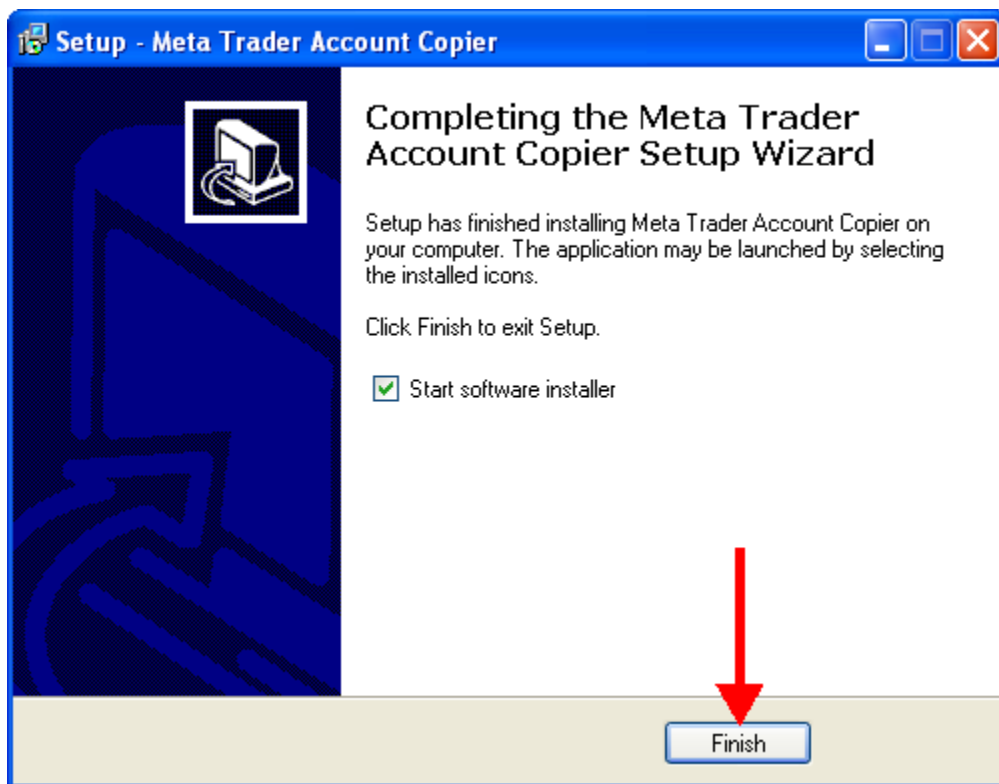 Setup - Meta Trader Account Copier
Completing the Meta Trader
Account Copier Setup Wizard
Setup has finished installing Meta Trader Account Copier on
your computer. The application may be launched by selecting
the installed icons.
Click Finish to exit Setup.
Start software installer
Finish